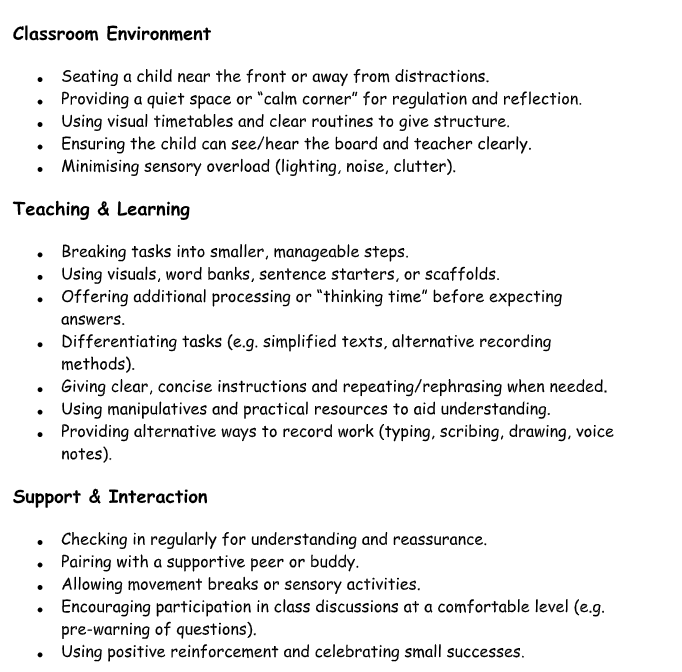 Classroom Environment
• Seating a child near the front or away from distractions.
• Providing a quiet space or “calm corner” for regulation and reflection.
• Using visual timetables and clear routines to give structure.
• Ensuring the child can see/hear the board and teacher clearly.
• Minimising sensory overload (lighting, noise, clutter).
Teaching & Learning
• Breaking tasks into smaller, manageable steps.
• Using visuals, word banks, sentence starters, or scaffolds.
• Offering additional processing or “thinking time” before expecting
answers.
• Differentiating tasks (e.g. simplified texts, alternative recording
methods).
• Giving clear, concise instructions and repeating/rephrasing when needed.
• Using manipulatives and practical resources to aid understanding.
• Providing alternative ways to record work (typing, scribing, drawing, voice
notes).
Support & Interaction
• Checking in regularly for understanding and reassurance.
• Pairing with a supportive peer or buddy.
• Allowing movement breaks or sensory activities.
• Encouraging participation in class discussions at a comfortable level (e.g.
pre-warning of questions).
• Using positive reinforcement and celebrating small successes.